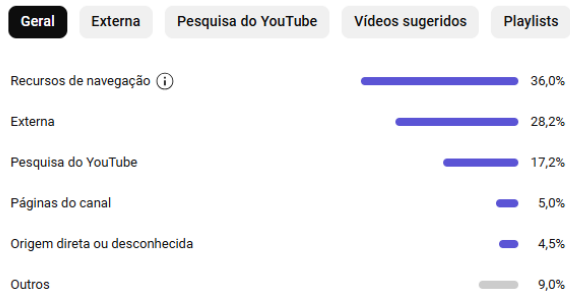 Geral Externa Pesquisa do YouTube Vídeos sugeridos Playlists
Recursos de navegação 36,0%
Externa 28,2%
Pesquisa do YouTube 17,2%
Páginas do canal 5,0%
Origem direta ou desconhecida 4,5%
Outros 9,0%